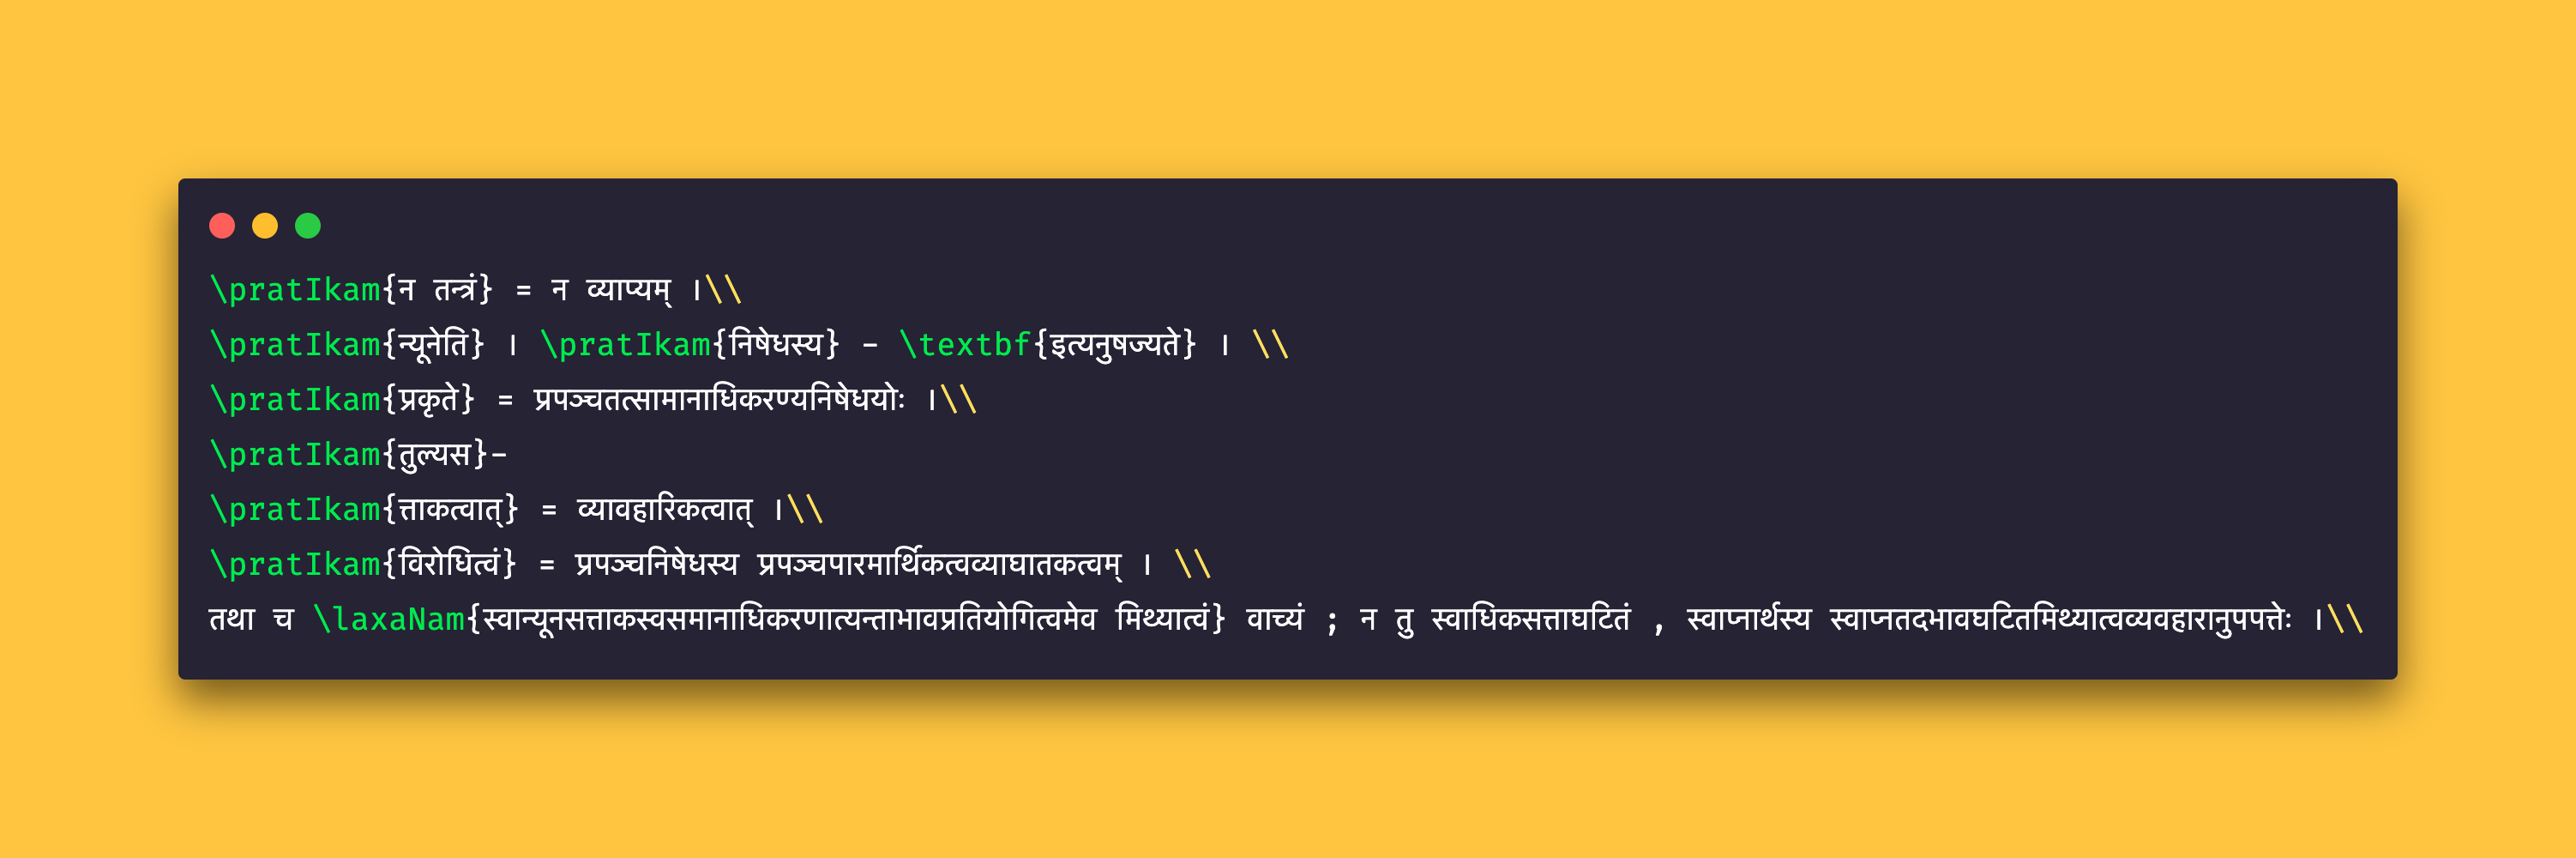 \pratIkam{न तन्त्रं} = न व्याप्यम् ।\\
\pratIkam{न्यूनेति} । \pratIkam{निषेधस्य} - \textbf{इत्यनुषज्यते} । \\
\pratIkam{प्रकृते} = प्रपञ्चतत्सामानाधिकरण्यनिषेधयोः ।\\
\pratIkam{तुल्यस}-
\pratIkam{त्ताकत्वात्} = व्यावहारिकत्वात् ।\\
\pratIkam{विरोधित्वं} = प्रपञ्चनिषेधस्य प्रपञ्चपारमार्थिकत्वव्याघातकत्वम् । \\
तथा च \laxaNam{स्वान्यूनसत्ताकस्वसमानाधिकरणात्यन्ताभावप्रतियोगित्वमेव मिथ्यात्वं} वाच्यं ; न तु स्वाधिकसत्ताघटितं , स्वाप्नार्थस्य स्वाप्नतदभावघटितमिथ्यात्वव्यवहारानुपपत्तेः ।\\